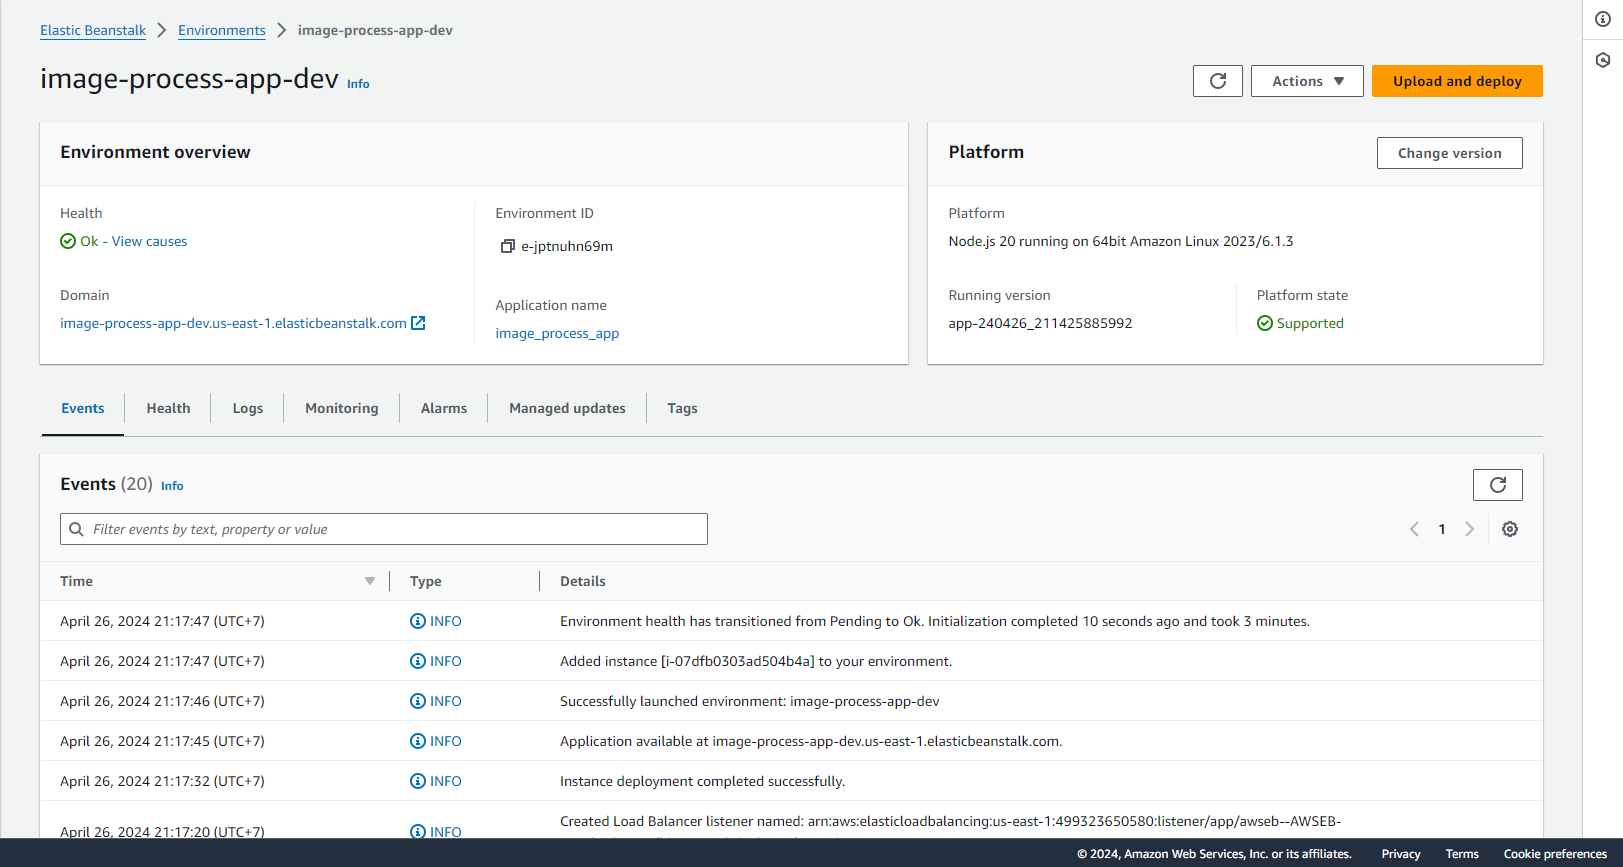 Elastic Beanstalk > Environments > image-process-app-dev
image-process-app-dev Info
Actions
Upload and deploy
Environment overview
Health
Ok - View causes
Environment ID
e-jptnuhn69m
Domain
image-process-app-dev.us-east-1.elasticbeanstalk.com
Application name
image_process_app
Platform
Change version
Platform
Node.js 20 running on 64bit Amazon Linux 2023/6.1.3
Running version
app-240426_211425885992
Platform state
Supported
Events Health Logs Monitoring Alarms Managed updates Tags
Events (20) Info
Filter events by text, property or value
1
Time Type Details
April 26, 2024 21:17:47 (UTC+7) INFO Environment health has transitioned from Pending to Ok. Initialization completed 10 seconds ago and took 3 minutes.
April 26, 2024 21:17:47 (UTC+7) INFO Added instance [i-07dfb0303ad504b4a] to your environment.
April 26, 2024 21:17:46 (UTC+7) INFO Successfully launched environment: image-process-app-dev
April 26, 2024 21:17:45 (UTC+7) INFO Application available at image-process-app-dev.us-east-1.elasticbeanstalk.com.
April 26, 2024 21:17:32 (UTC+7) INFO Instance deployment completed successfully.
April 26, 2024 21:17:20 (UTC+7) INFO Created Load Balancer listener named: arn:aws:elasticloadbalancing:us-east-1:499323650580:listener/app/awseb--AWSEB-
© 2024, Amazon Web Services, Inc. or its affiliates. Privacy Terms Cookie preferences